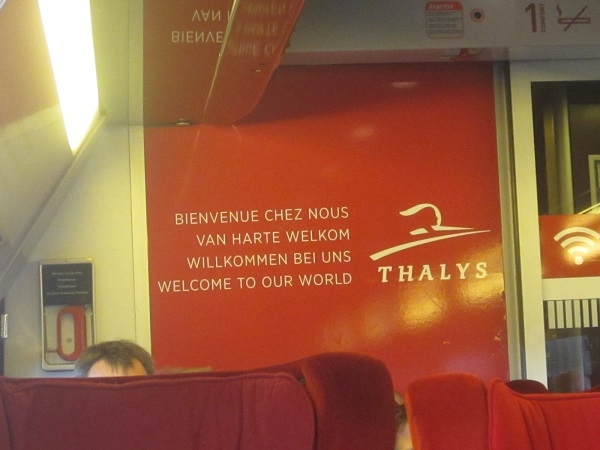 BIENVENUE CHEZ NOUS
VAN HARTE WELKOM
WILLKOMMEN BEI UNS
WELCOME TO OUR WORLD
THALYS
1